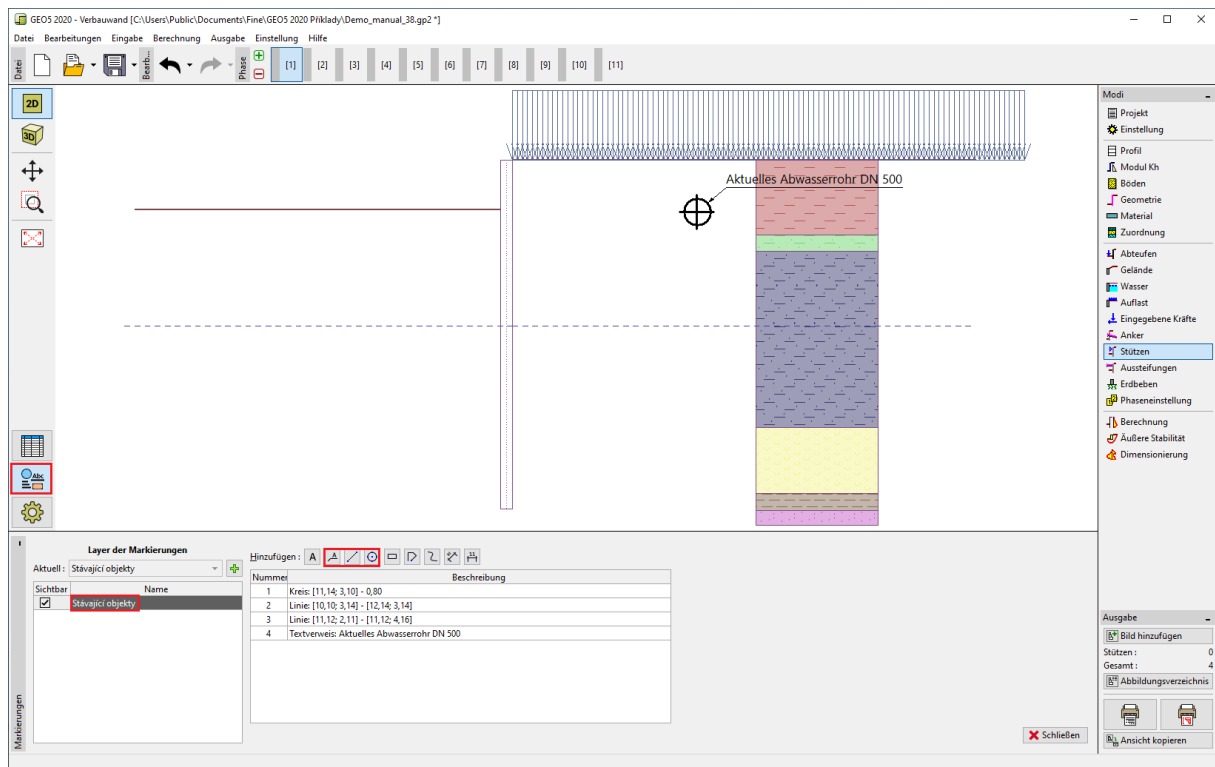 GEO5 2020 - Verbauwand [C:\Users\Public\Documents\Fine\GEO5 2020 Příklady\Demo_manual_38.gp2 *]
Datei Bearbeitungen Eingabe Berechnung Ausgabe Einstellung Hilfe
Datei
Bearb...
Phase
[1] [2] [3] [4] [5] [6] [7] [8] [9] [10] [11]
2D
3D
Abc
Aktuelles Abwasserrohr DN 500
Modi
Projekt
Einstellung
Profil
Modul Kh
Böden
Geometrie
Material
Zuordnung
Abteufen
Gelände
Wasser
Auflast
Eingegebene Kräfte
Anker
Stützen
Aussteifungen
Erdbeben
Phaseneinstellung
Berechnung
Äußere Stabilität
Dimensionierung
Markierungen
Layer der Markierungen
Aktuell : Stávající objekty
Sichtbar Name
Stávající objekty
Hinzufügen : A
Nummer Beschreibung
1 Kreis: [11,14; 3,10] - 0,80
2 Linie: [10,10; 3,14] - [12,14; 3,14]
3 Linie: [11,12; 2,11] - [11,12; 4,16]
4 Textverweis: Aktuelles Abwasserrohr DN 500
Schließen
Ausgabe
Bild hinzufügen
Stützen : 0
Gesamt : 4
Abbildungsverzeichnis
Ansicht kopieren